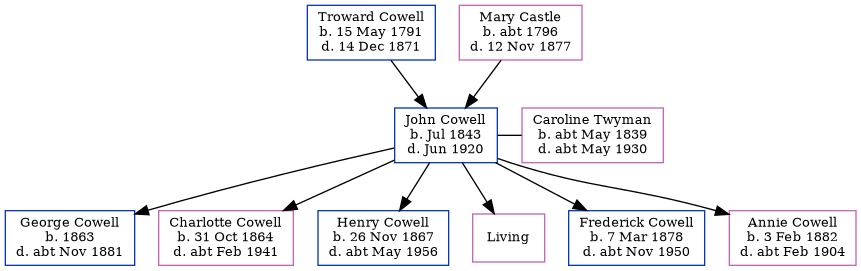 Troward Cowell
b. 15 May 1791
d. 14 Dec 1871
Mary Castle
b. abt 1796
d. 12 Nov 1877
John Cowell
b. Jul 1843
d. Jun 1920
Caroline Twyman
b. abt May 1839
d. abt May 1930
George Cowell
b. 1863
d. abt Nov 1881
Charlotte Cowell
b. 31 Oct 1864
d. abt Feb 1941
Henry Cowell
b. 26 Nov 1867
d. abt May 1956
Living
Frederick Cowell
b. 7 Mar 1878
d. abt Nov 1950
Annie Cowell
b. 3 Feb 1882
d. abt Feb 1904